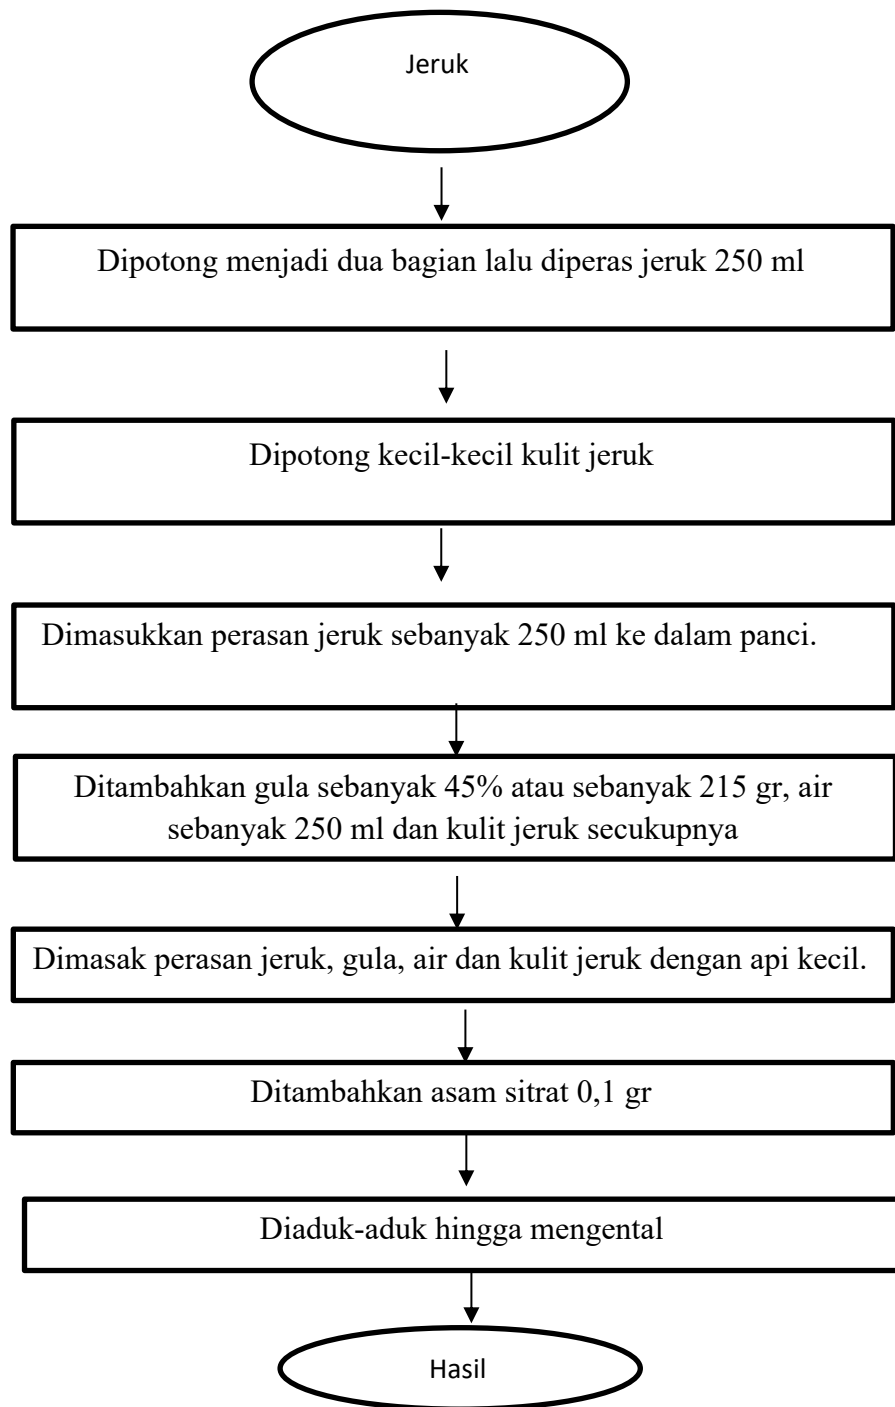 Jeruk
Dipotong menjadi dua bagian lalu diperas jeruk 250 ml
Dipotong kecil-kecil kulit jeruk
Dimasukkan perasan jeruk sebanyak 250 ml ke dalam panci.
Ditambahkan gula sebanyak 45% atau sebanyak 215 gr, air
sebanyak 250 ml dan kulit jeruk secukupnya
Dimasak perasan jeruk, gula, air dan kulit jeruk dengan api kecil.
Ditambahkan asam sitrat 0,1 gr
Diaduk-aduk hingga mengental
Hasil